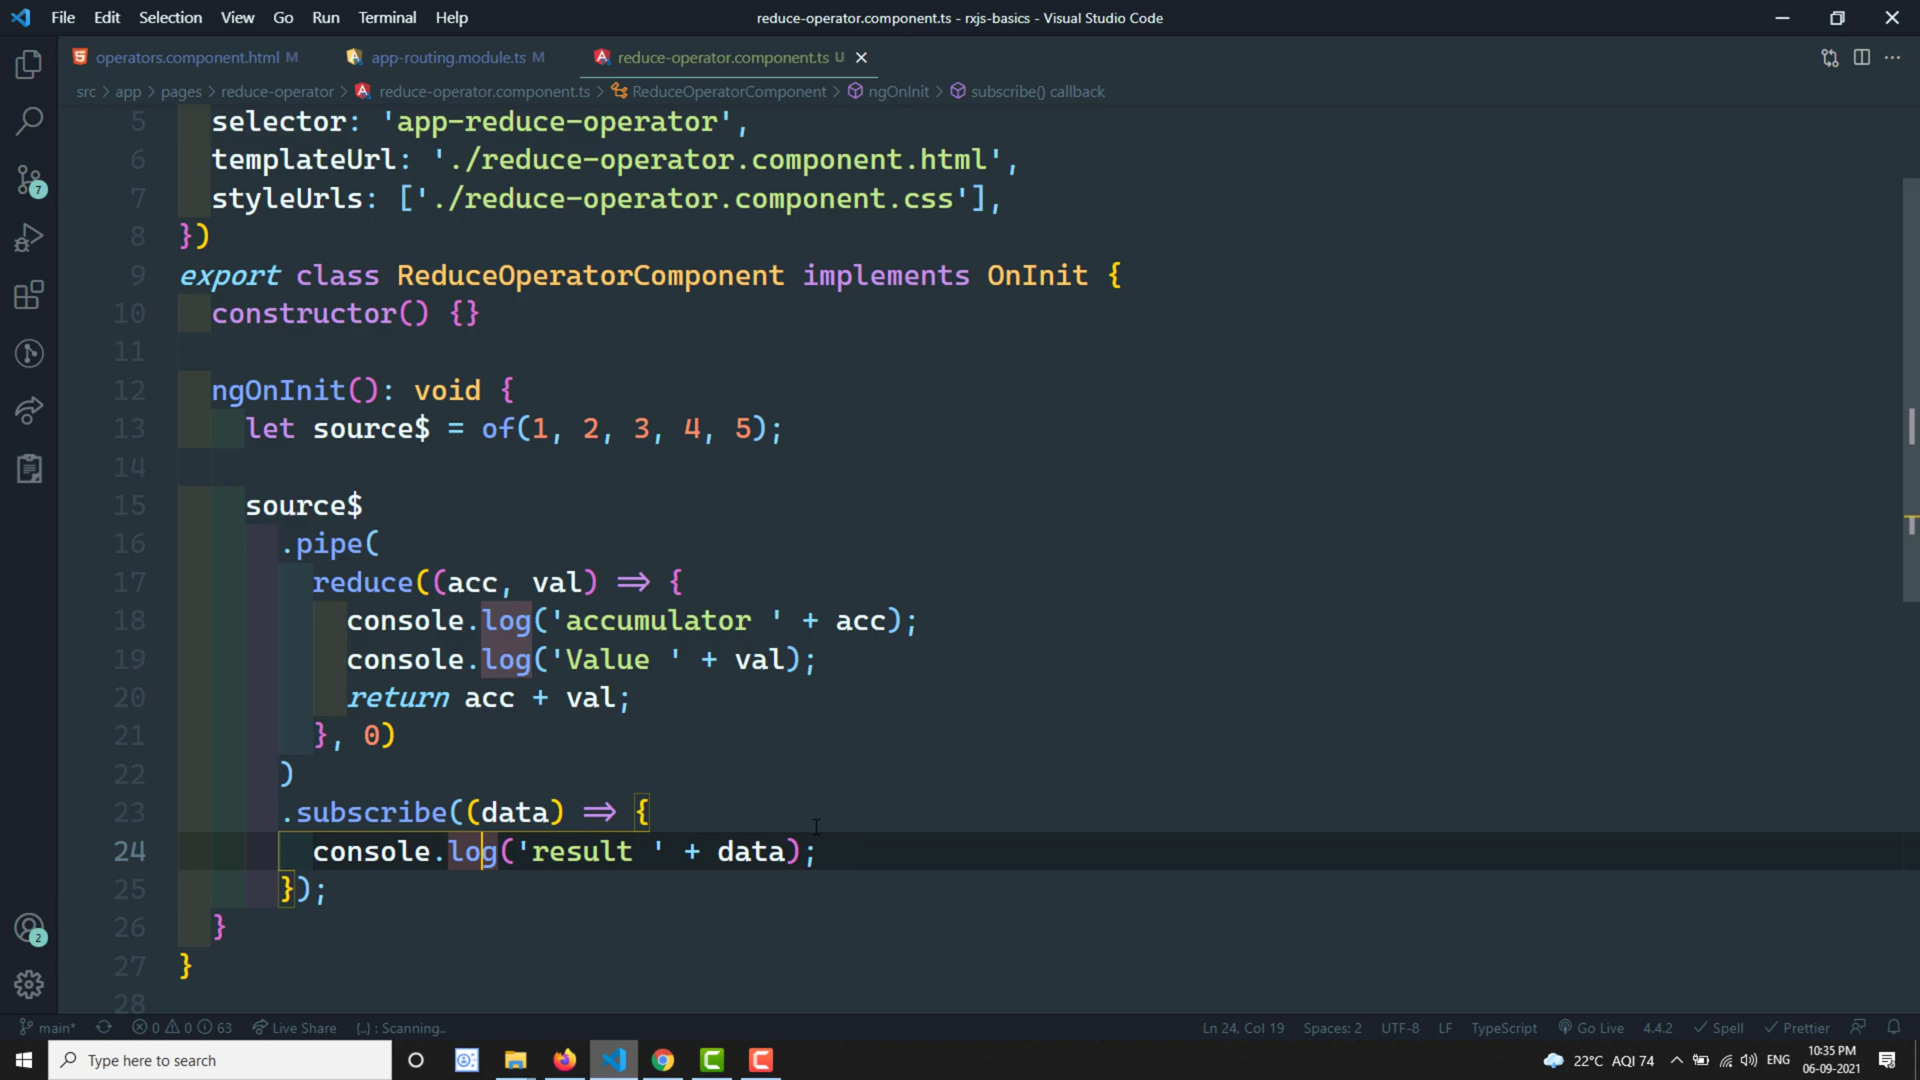 File Edit Selection View Go Run Terminal Help reduce-operator.component.ts - rxjs-basics - Visual Studio Code
operators.component.html M app-routing.module.ts M reduce-operator.component.ts U
src > app > pages > reduce-operator > reduce-operator.component.ts > ReduceOperatorComponent > ngOnInit > subscribe() callback
5 selector: 'app-reduce-operator',
6 templateUrl: './reduce-operator.component.html',
7 styleUrls: ['./reduce-operator.component.css'],
8 })
9 export class ReduceOperatorComponent implements OnInit {
10 constructor() {}
11
12 ngOnInit(): void {
13 let source$ = of(1, 2, 3, 4, 5);
14
15 source$
16 .pipe(
17 reduce((acc, val) => {
18 console.log('accumulator ' + acc);
19 console.log('Value ' + val);
20 return acc + val;
21 }, 0)
22 )
23 .subscribe((data) => {
24 console.log('result ' + data);
25 });
26 }
27 }
28
7
2
main* 0 0 63 Live Share {..} : Scanning.. Ln 24, Col 19 Spaces: 2 UTF-8 LF TypeScript Go Live 4.4.2 Spell Prettier
Type here to search 22°C AQI 74 ENG 10:35 PM
06-09-2021